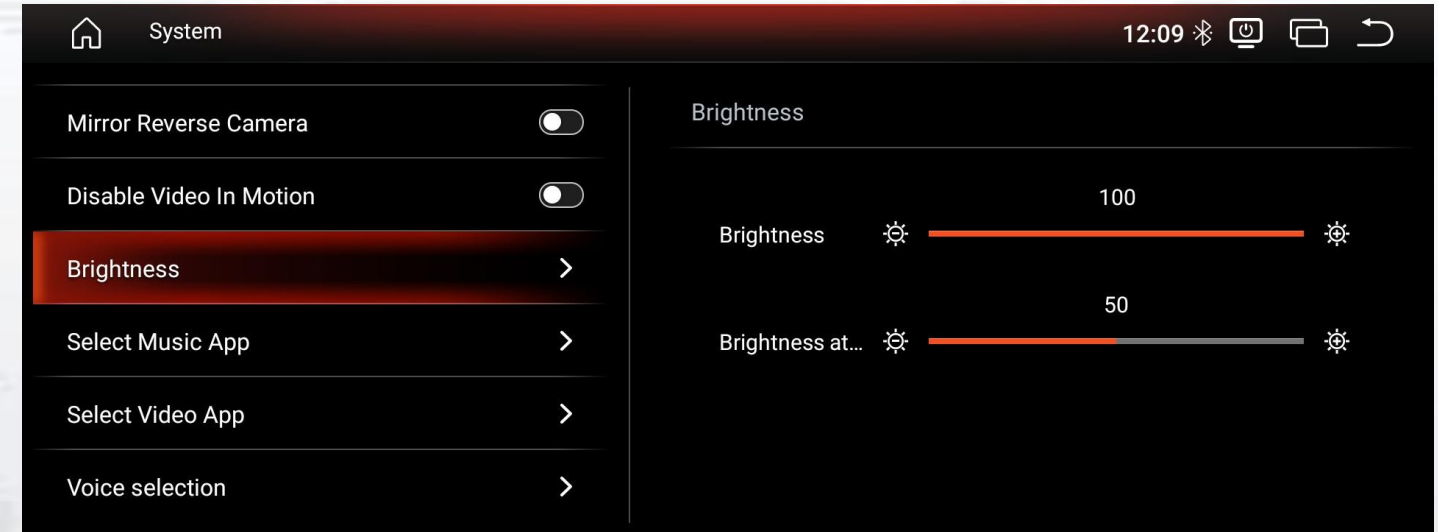 System
12:09
Mirror Reverse Camera
Disable Video In Motion
Brightness
Select Music App
Select Video App
Voice selection
Brightness
100
Brightness
50
Brightness at...